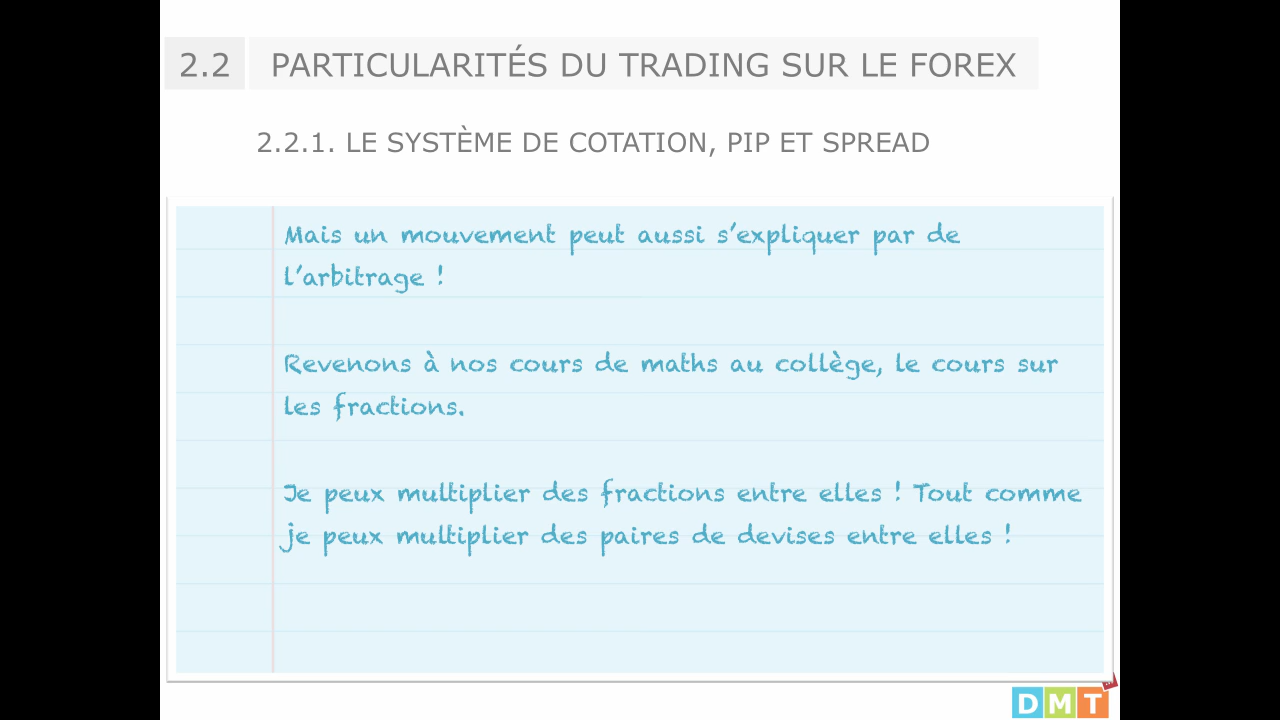 2.2 PARTICULARITÉS DU TRADING SUR LE FOREX
2.2.1. LE SYSTÈME DE COTATION, PIP ET SPREAD
Mais un mouvement peut aussi s'expliquer par de
l'arbitrage !
Revenons à nos cours de maths au collège, le cours sur
les fractions.
Je peux multiplier des fractions entre elles ! Tout comme
je peux multiplier des paires de devises entre elles !
DMT